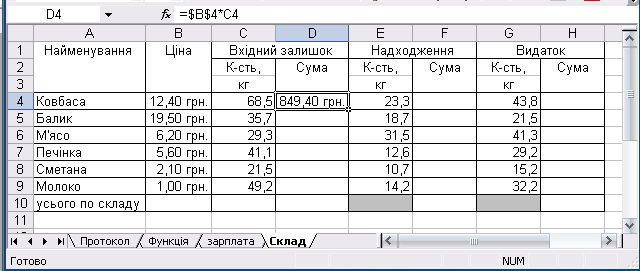 D4 fx =$B$4*C4
A B C D E F G H
1 Найменування Ціна Вхідний залишок Надходження Видаток
2 К-сть, Сума К-сть, Сума К-сть, Сума
3 кг кг кг
4 Ковбаса 12,40 грн. 68,5 849,40 грн. 23,3 43,8
5 Балик 19,50 грн. 35,7 18,7 21,5
6 М'ясо 6,20 грн. 29,3 31,5 41,3
7 Печінка 5,60 грн. 41,1 12,6 29,2
8 Сметана 2,10 грн. 21,5 10,7 15,2
9 Молоко 1,00 грн. 49,2 14,2 32,2
10 усього по складу
11
Протокол Функція зарплата Склад
Готово NUM